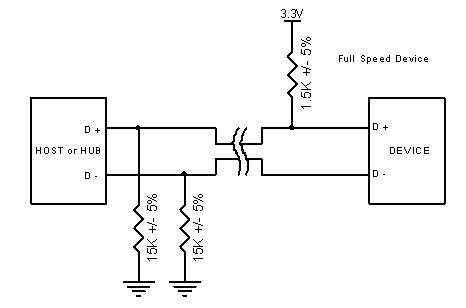 3.3V
1.5K +/- 5%
Full Speed Device
D +
HOST or HUB
D -
D +
DEVICE
D -
15K +/- 5%
15K +/- 5%